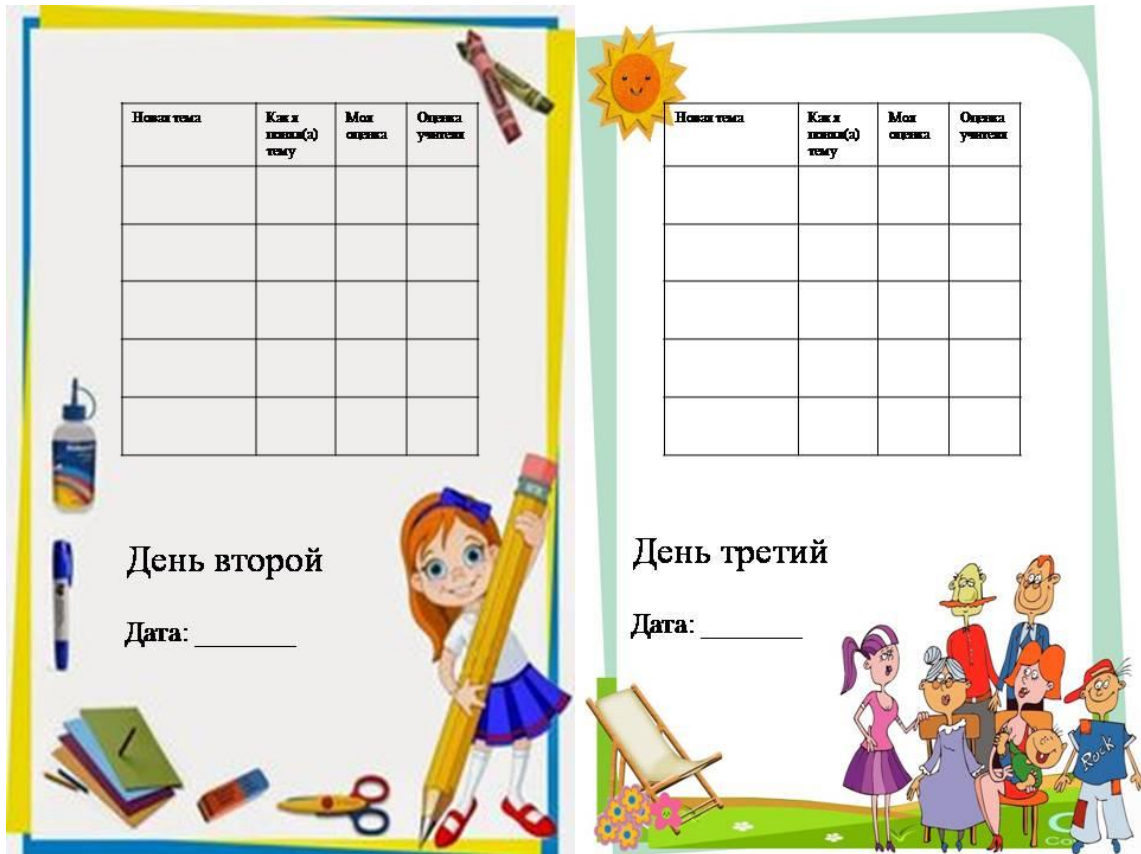 Новая тема
Как я
понял(а)
тему
Моя
оценка
Оценка
учителя
День второй
Дата: _______
Новая тема
Как я
понял(а)
тему
Моя
оценка
Оценка
учителя
День третий
Дата: _______
Rock